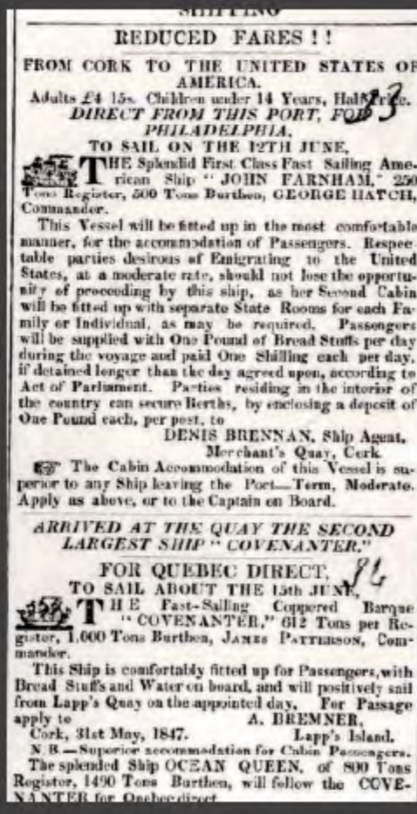 SHIPPING
REDUCED FARES ! !
FROM CORK TO THE UNITED STATES OF
AMERICA.
Adults £4 15s. Children under 14 Years, Half Price.
83
DIRECT FROM THIS PORT, FOR
PHILADELPHIA,
TO SAIL ON THE 12TH JUNE,
THE Splendid First Class Fast Sailing Ame-
rican Ship "JOHN FARNHAM," 250
Tons Register, 500 Tons Burthen, GEORGE HATCH,
Commander.
This Vessel will be fitted up in the most comfortable
manner, for the accommodation of Passengers. Respec-
table parties desirous of Emigrating to the United
States, at a moderate rate, should not lose the opportu-
nity of proceeding by this ship, as her Second Cabin
will be fitted up with separate State Rooms for each Fa-
mily or Individual, as may be required. Passengers
will be supplied with One Pound of Bread Stuffs per day
during the voyage and paid One Shilling each per day,
if detained longer than the day agreed upon, according to
Act of Parliament. Parties residing in the interior of
the country can secure Berths, by enclosing a deposit of
One Pound each, per post, to
DENIS BRENNAN, Ship Agent,
Merchant's Quay, Cork
☞ The Cabin Accommodation of this Vessel is su-
perior to any Ship leaving the Port—Term, Moderate.
Apply as above, or to the Captain on Board.
ARRIVED AT THE QUAY THE SECOND
LARGEST SHIP "COVENANTER."
FOR QUEBEC DIRECT,
TO SAIL ABOUT THE 15th JUNE,
THE Fast-Sailing Coppered Barque
"COVENANTER," 612 Tons per Re-
gister, 1,000 Tons Burthen, JAMES PATTERSON, Com-
mander.
This Ship is comfortably fitted up for Passengers, with
Bread Stuffs and Water on board, and will positively sail
from Lapp's Quay on the appointed day. For Passage
apply to A. BREMNER,
Cork, 31st May, 1847. Lapp's Island.
N. B.—Superior accommodation for Cabin Passengers.
The splended Ship OCEAN QUEEN, of 800 Tons
Register, 1490 Tons Burthen, will follow the COVE-
NANTER for Quebec direct